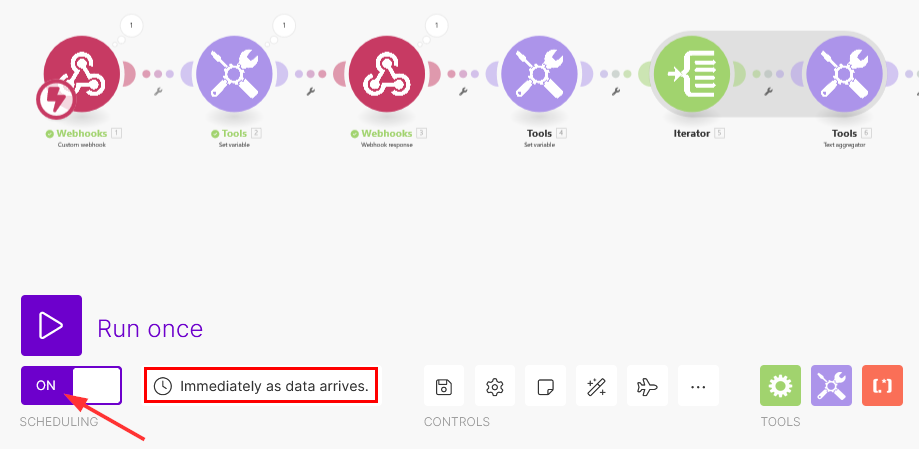 1 1 1
Webhooks 1 Tools 2 Webhooks 3 Tools 4 Iterator 5 Tools 6
Custom webhook Set variable Webhook response Set variable Text aggregator
Run once
ON Immediately as data arrives.
SCHEDULING CONTROLS TOOLS